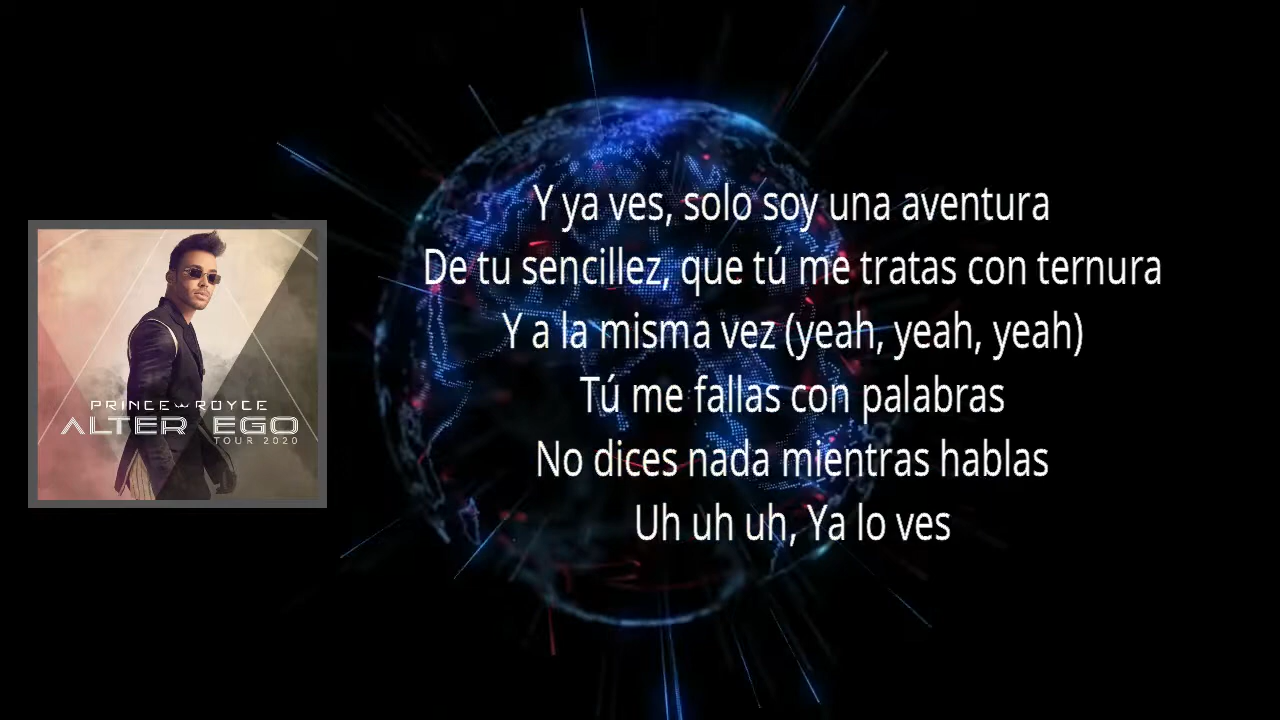 PRINCE ROYCE
ALTER EGO
TOUR 2020
Y ya ves, solo soy una aventura
De tu sencillez, que tú me tratas con ternura
Y a la misma vez (yeah, yeah, yeah)
Tú me fallas con palabras
No dices nada mientras hablas
Uh uh uh, Ya lo ves